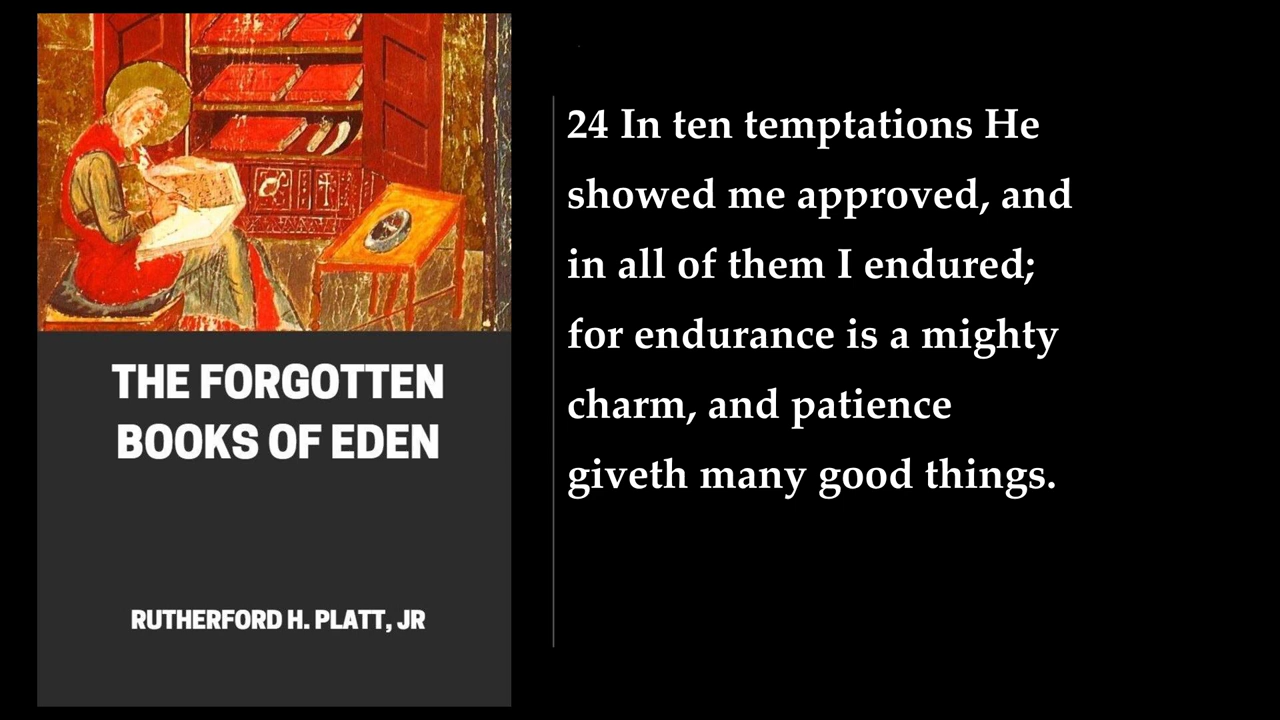 THE FORGOTTEN
BOOKS OF EDEN
RUTHERFORD H. PLATT, JR
24 In ten temptations He
showed me approved, and
in all of them I endured;
for endurance is a mighty
charm, and patience
giveth many good things.